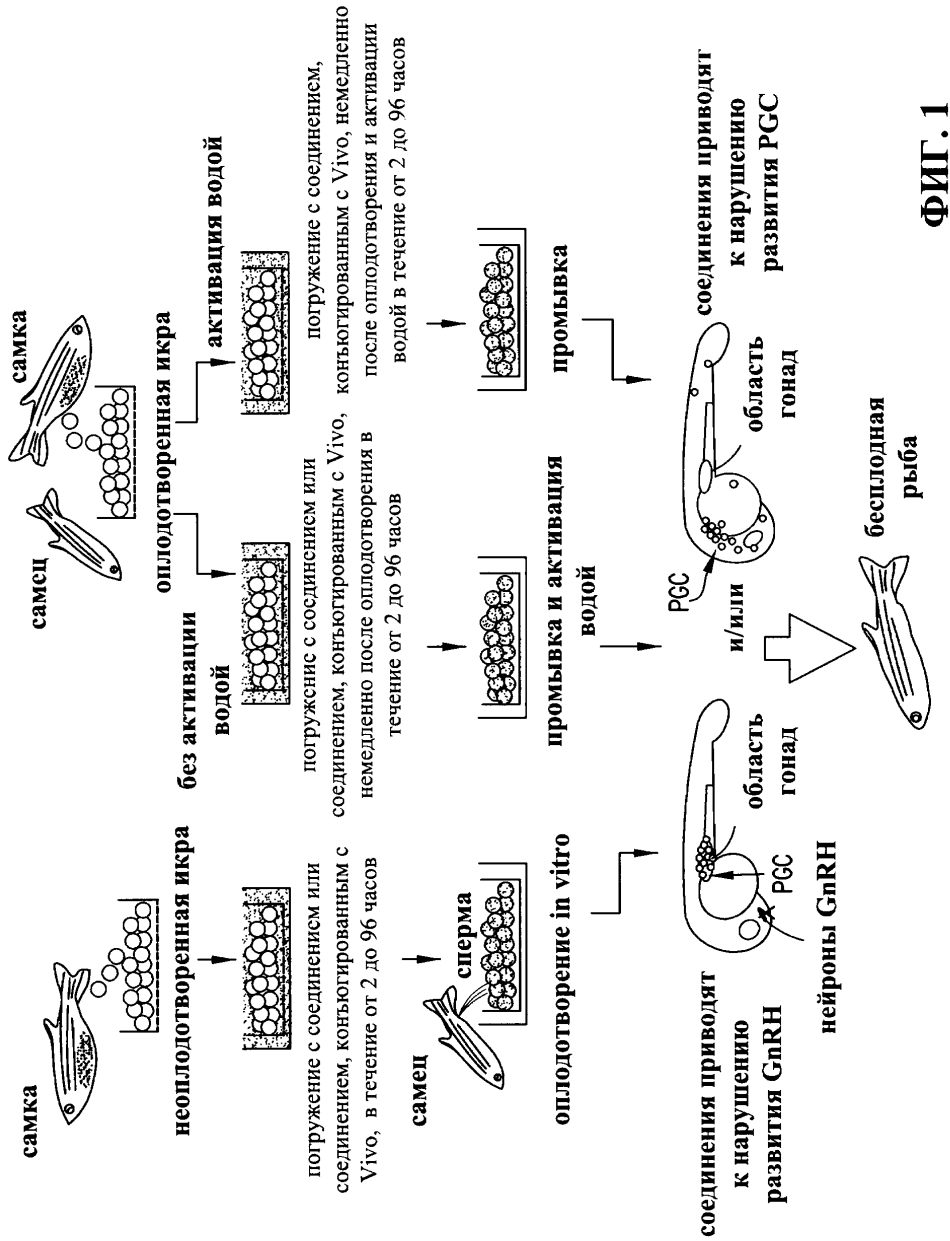 самка
неоплодотворенная икра
погружение с соединением или
соединением, конъюгированным с
Vivo, в течение от 2 до 96 часов
самец
сперма
оплодотворение in vitro
самец
самка
оплодотворенная икра
без активации
водой
погружение с соединением или
соединением, конъюгированным с Vivo,
немедленно после оплодотворения в
течение от 2 до 96 часов
промывка и активация
водой
активация водой
погружение с соединением,
конъюгированным с Vivo, немедленно
после оплодотворения и активации
водой в течение от 2 до 96 часов
промывка
соединения приводят
к нарушению
развития GnRH
нейроны GnRH
PGC
область
гонад
и/или
PGC
область
гонад
соединения приводят
к нарушению
развития PGC
бесплодная
рыба
ФИГ. 1